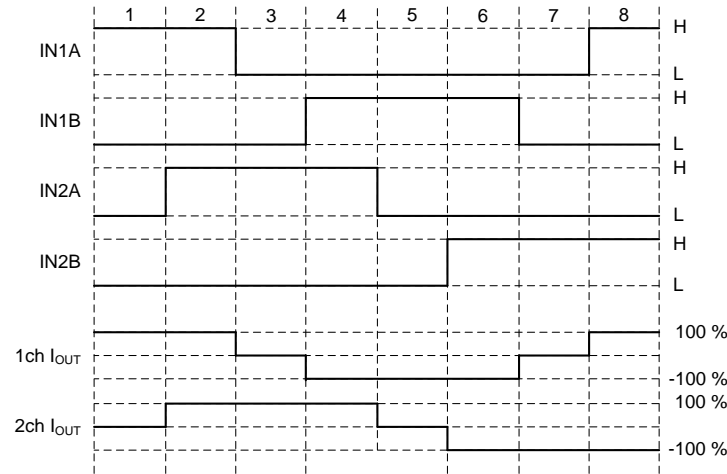 1 2 3 4 5 6 7 8
IN1A H
L
IN1B H
L
IN2A H
L
IN2B H
L
1ch IOUT 100 %
-100 %
2ch IOUT 100 %
-100 %